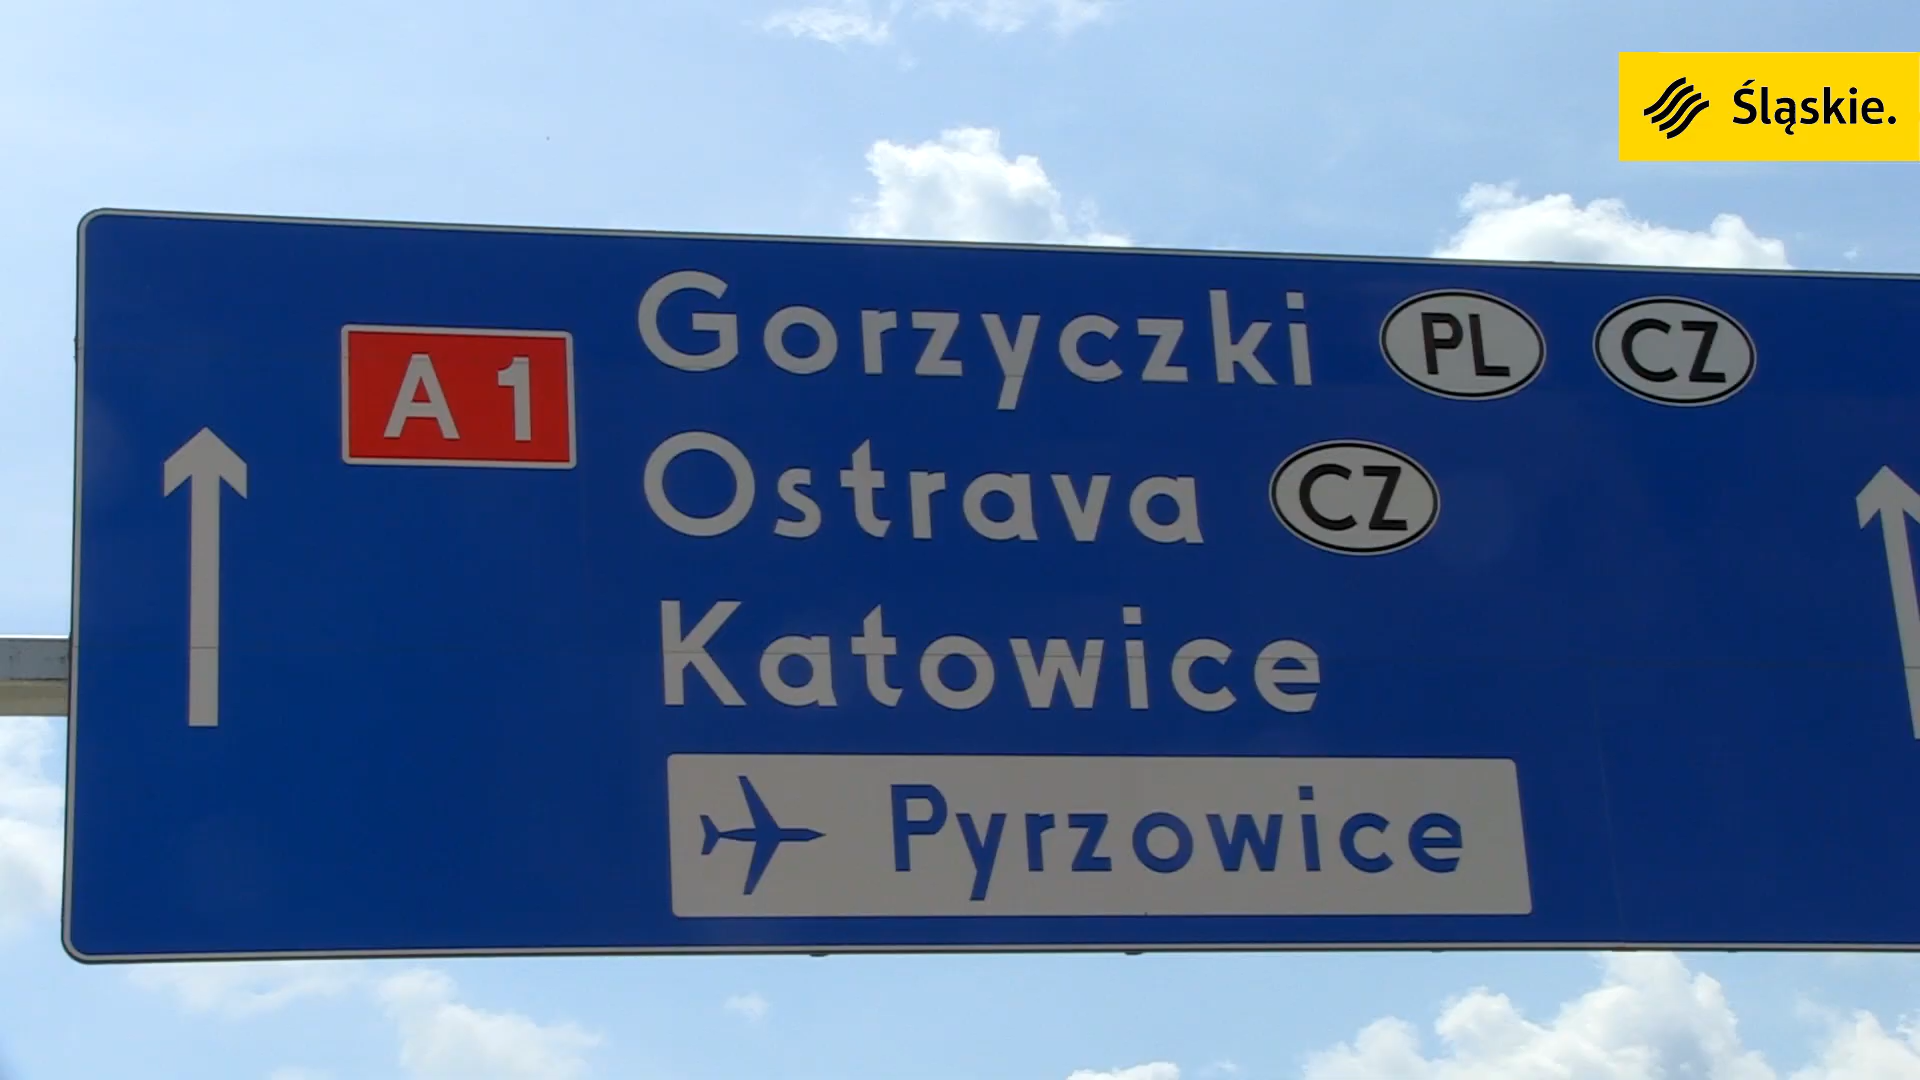 Śląskie.
A1
Gorzyczki PL CZ
Ostrava CZ
Katowice
Pyrzowice